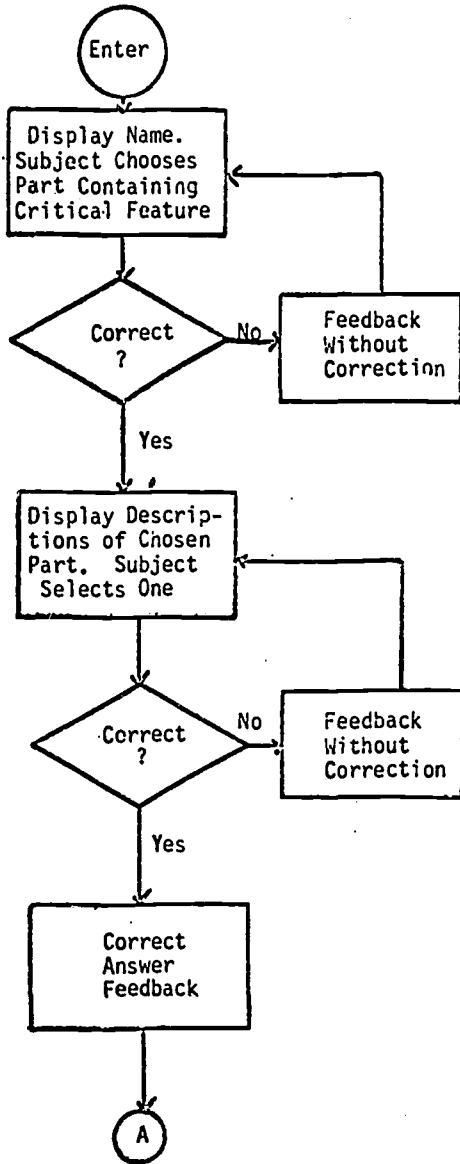 Enter
Display Name.
Subject Chooses
Part Containing
Critical Feature
Correct
?
No
Feedback
Without
Correction
Yes
Display Descrip-
tions of Chosen
Part. Subject
Selects One
Correct
?
No
Feedback
Without
Correction
Yes
Correct
Answer
Feedback
A